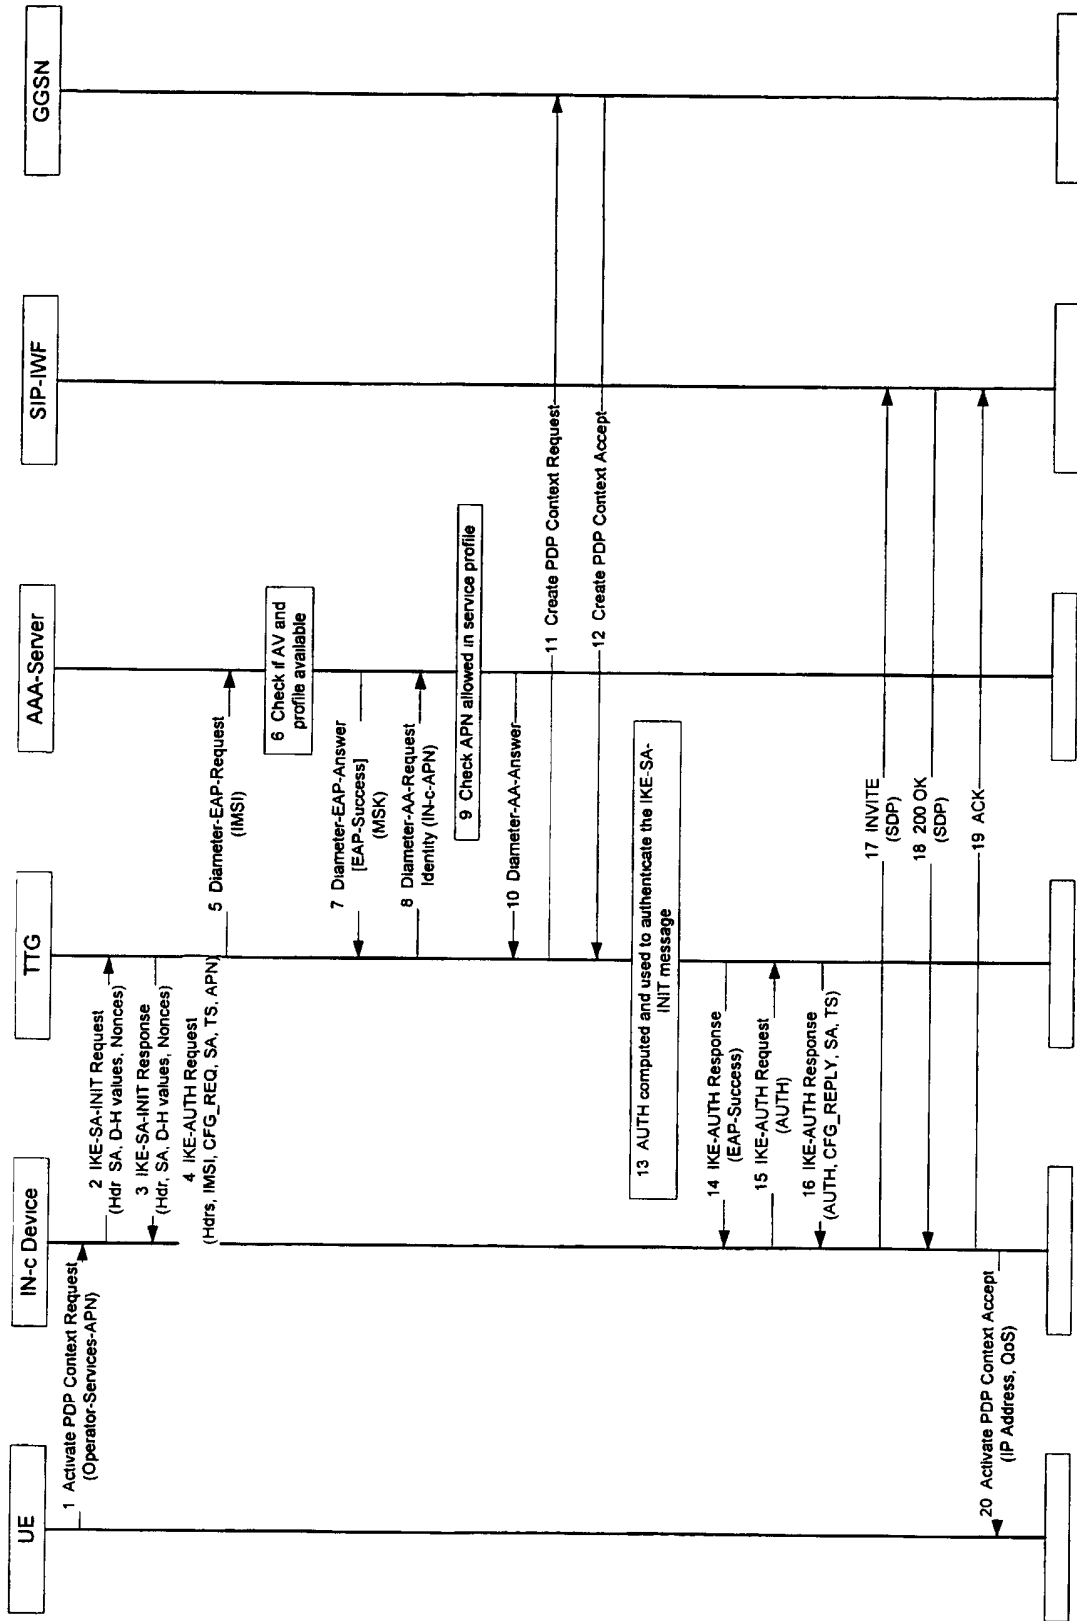 UE
IN-c Device
TTG
AAA-Server
SIP-IWF
GGSN
1 Activate PDP Context Request
(Operator-Services-APN)
2 IKE-SA-INIT Request
(Hdr SA, D-H values, Nonces)
3 IKE-SA-INIT Response
(Hdr, SA, D-H values, Nonces)
4 IKE-AUTH Request
(Hdrs, IMSI, CFG_REQ, SA, TS, APN)
5 Diameter-EAP-Request
(IMSI)
6 Check if AV and
profile available
7 Diameter-EAP-Answer
[EAP-Success]
(MSK)
8 Diameter-AA-Request
Identity (IN-c-APN)
9 Check APN allowed in service profile
10 Diameter-AA-Answer
11 Create PDP Context Request
12 Create PDP Context Accept
13 AUTH computed and used to authenticate the IKE-SA-
INIT message
14 IKE-AUTH Response
(EAP-Success)
15 IKE-AUTH Request
(AUTH)
16 IKE-AUTH Response
(AUTH, CFG_REPLY, SA, TS)
17 INVITE
(SDP)
18 200 OK
(SDP)
19 ACK
20 Activate PDP Context Accept
(IP Address, QoS)